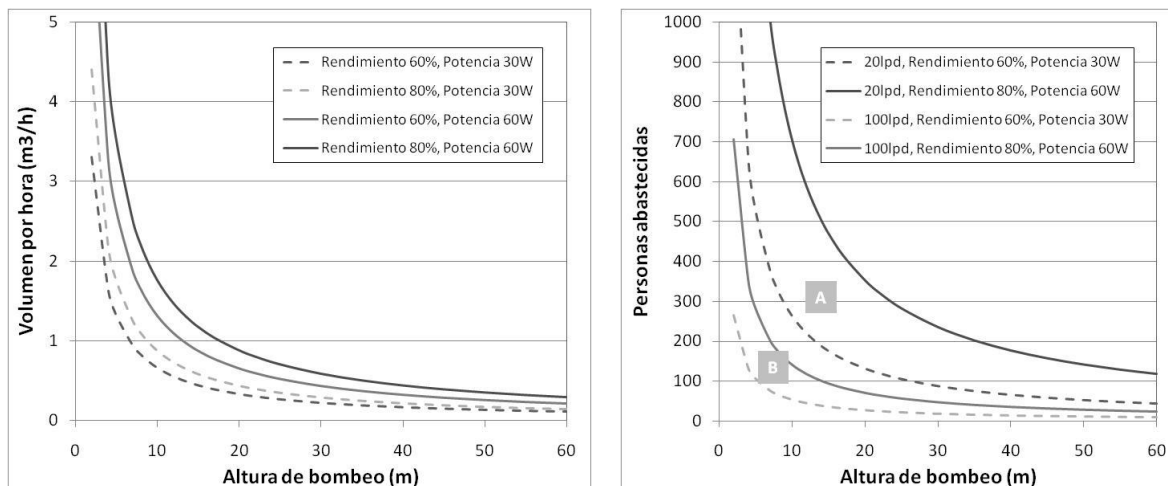 Volumen por hora (m3/h)
5
4
3
2
1
0
0 10 20 30 40 50 60
Altura de bombeo (m)
Rendimiento 60%, Potencia 30W
Rendimiento 80%, Potencia 30W
Rendimiento 60%, Potencia 60W
Rendimiento 80%, Potencia 60W
Personas abastecidas
1000
900
800
700
600
500
400
300
200
100
0
0 10 20 30 40 50 60
Altura de bombeo (m)
20lpd, Rendimiento 60%, Potencia 30W
20lpd, Rendimiento 80%, Potencia 60W
100lpd, Rendimiento 60%, Potencia 30W
100lpd, Rendimiento 80%, Potencia 60W
A
B